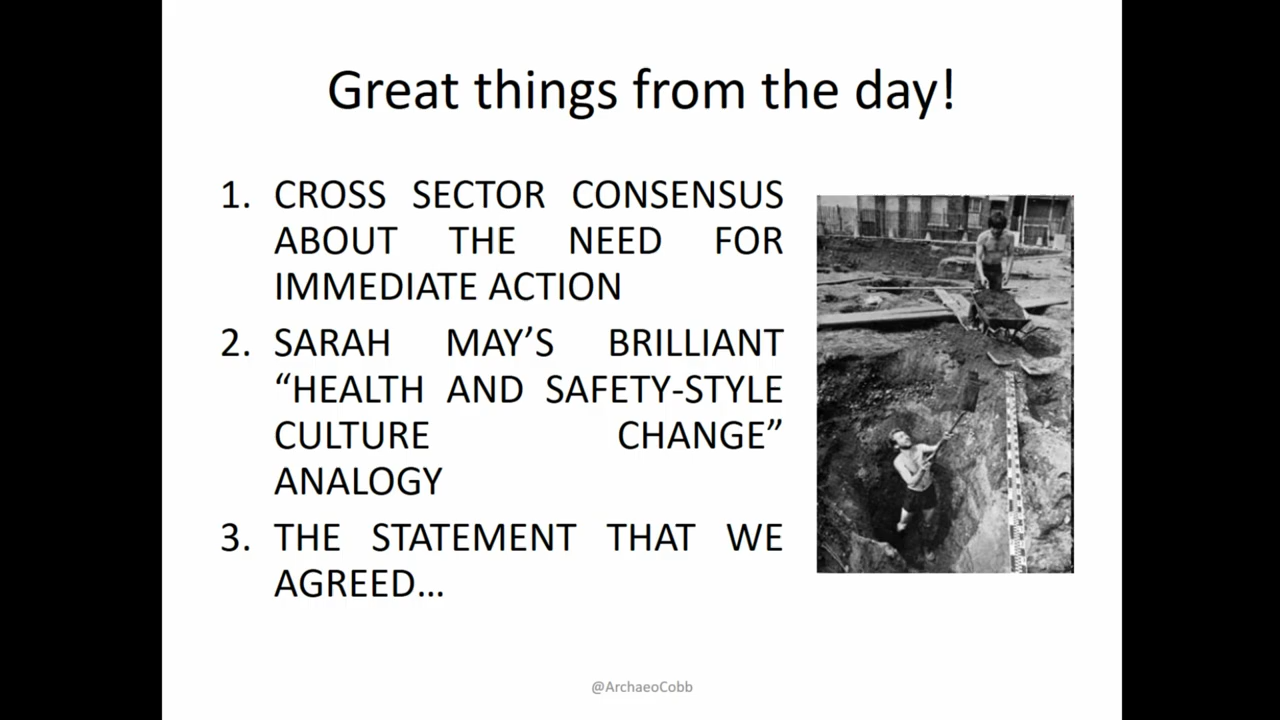 Great things from the day!
1. CROSS SECTOR CONSENSUS
ABOUT THE NEED FOR
IMMEDIATE ACTION
2. SARAH MAY’S BRILLIANT
“HEALTH AND SAFETY-STYLE
CULTURE CHANGE”
ANALOGY
3. THE STATEMENT THAT WE
AGREED…
@ArchaeoCobb